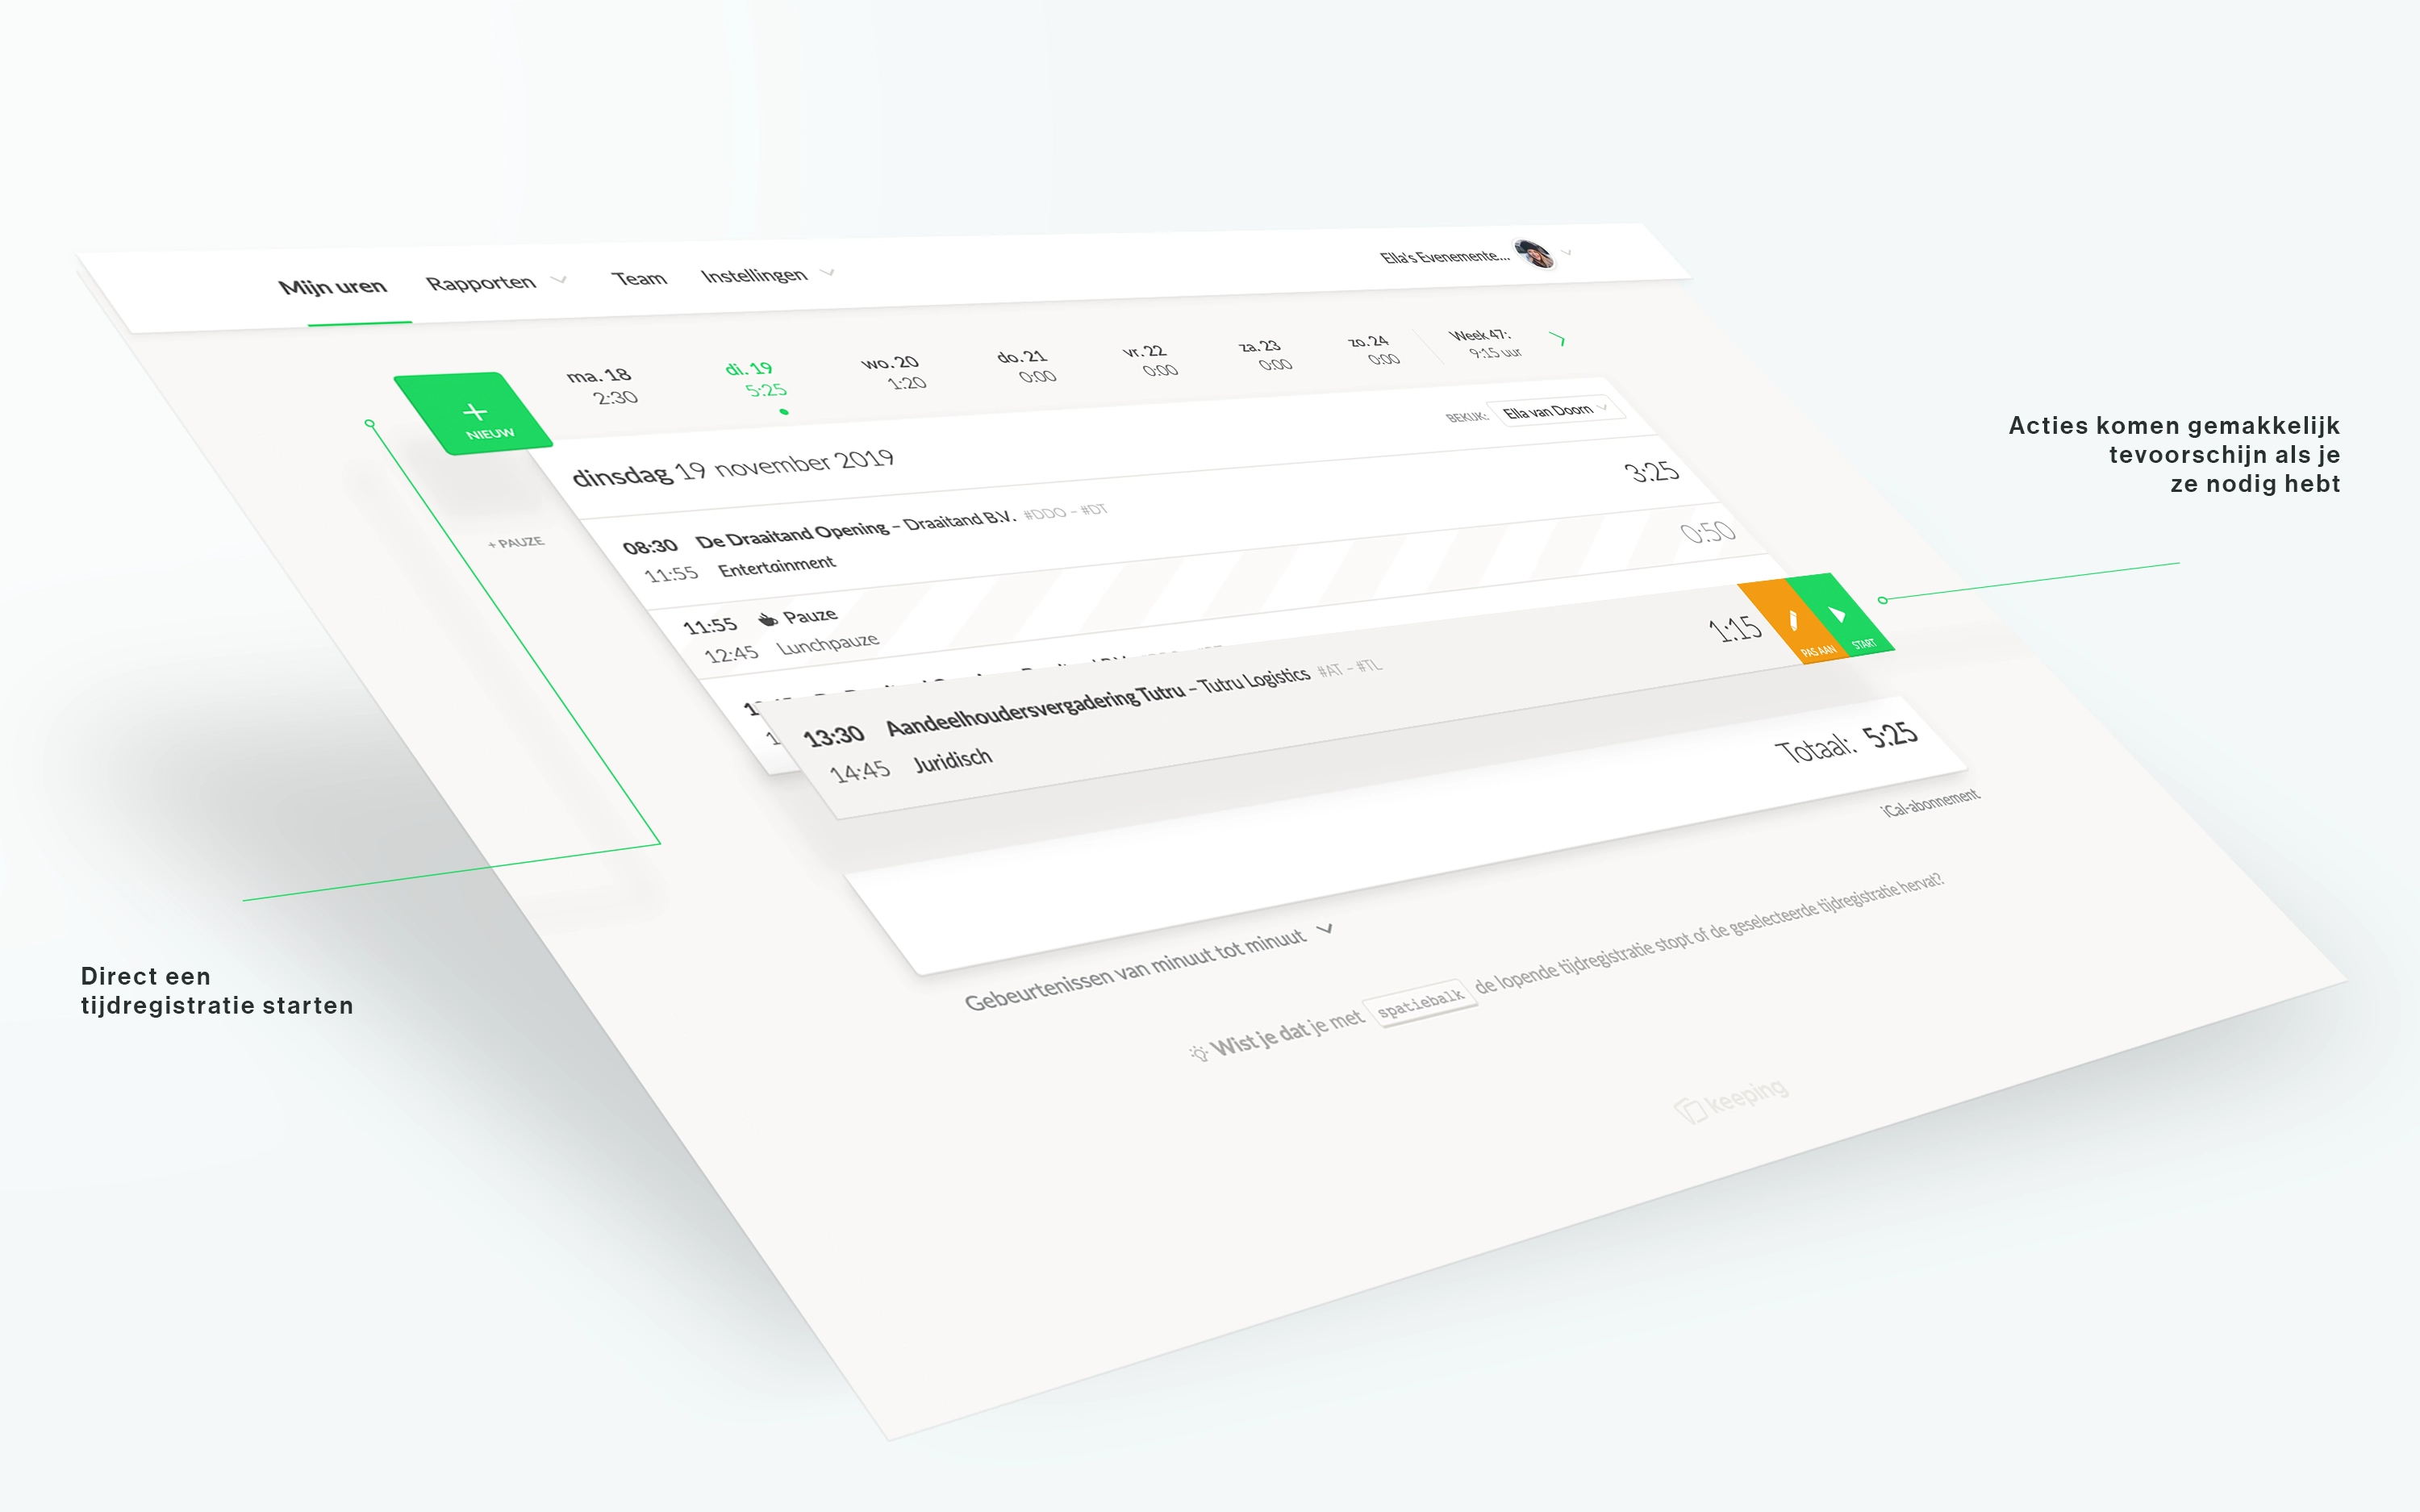 Mijn uren Rapporten Team Instellingen Ella's Evenemente...
ma. 18 di. 19 wo. 20 do. 21 vr. 22 za. 23 zo. 24 Week 47:
2:30 5:25 1:20 0:00 0:00 0:00 0:00 9:15 uur
+
NIEUW
+ PAUZE
dinsdag 19 november 2019
BEKIJK: Ella van Doorn
08:30 De Draaitand Opening – Draaitand B.V. #DDO – #DT 3:25
11:55 Entertainment
11:55 Pauze 0:50
12:45 Lunchpauze
13:30 Aandeelhoudersvergadering Tutru – Tutru Logistics #AT – #TL 1:15
14:45 Juridisch
PAS AAN START
Totaal: 5:25
iCal-abonnement
Gebeurtenissen van minuut tot minuut
Wist je dat je met spatiebalk de lopende tijdregistratie stopt of de geselecteerde tijdregistratie hervat?
keeping
Acties komen gemakkelijk
tevoorschijn als je
ze nodig hebt
Direct een
tijdregistratie starten